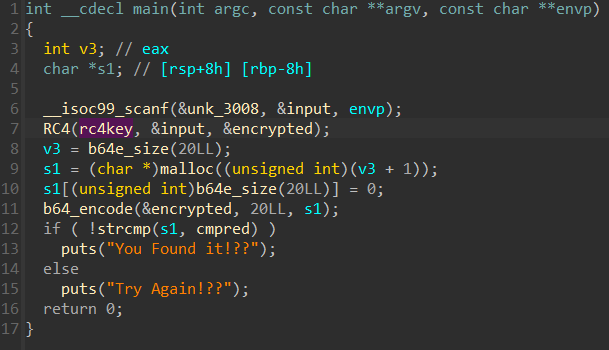 1 int __cdecl main(int argc, const char **argv, const char **envp)
2 {
3   int v3; // eax
4   char *s1; // [rsp+8h] [rbp-8h]
5
6   __isoc99_scanf(&unk_3008, &input, envp);
7   RC4(rc4key, &input, &encrypted);
8   v3 = b64e_size(20LL);
9   s1 = (char *)malloc((unsigned int)(v3 + 1));
10   s1[(unsigned int)b64e_size(20LL)] = 0;
11   b64_encode(&encrypted, 20LL, s1);
12   if ( !strcmp(s1, cmpred) )
13     puts("You Found it!??");
14   else
15     puts("Try Again!??");
16   return 0;
17 }